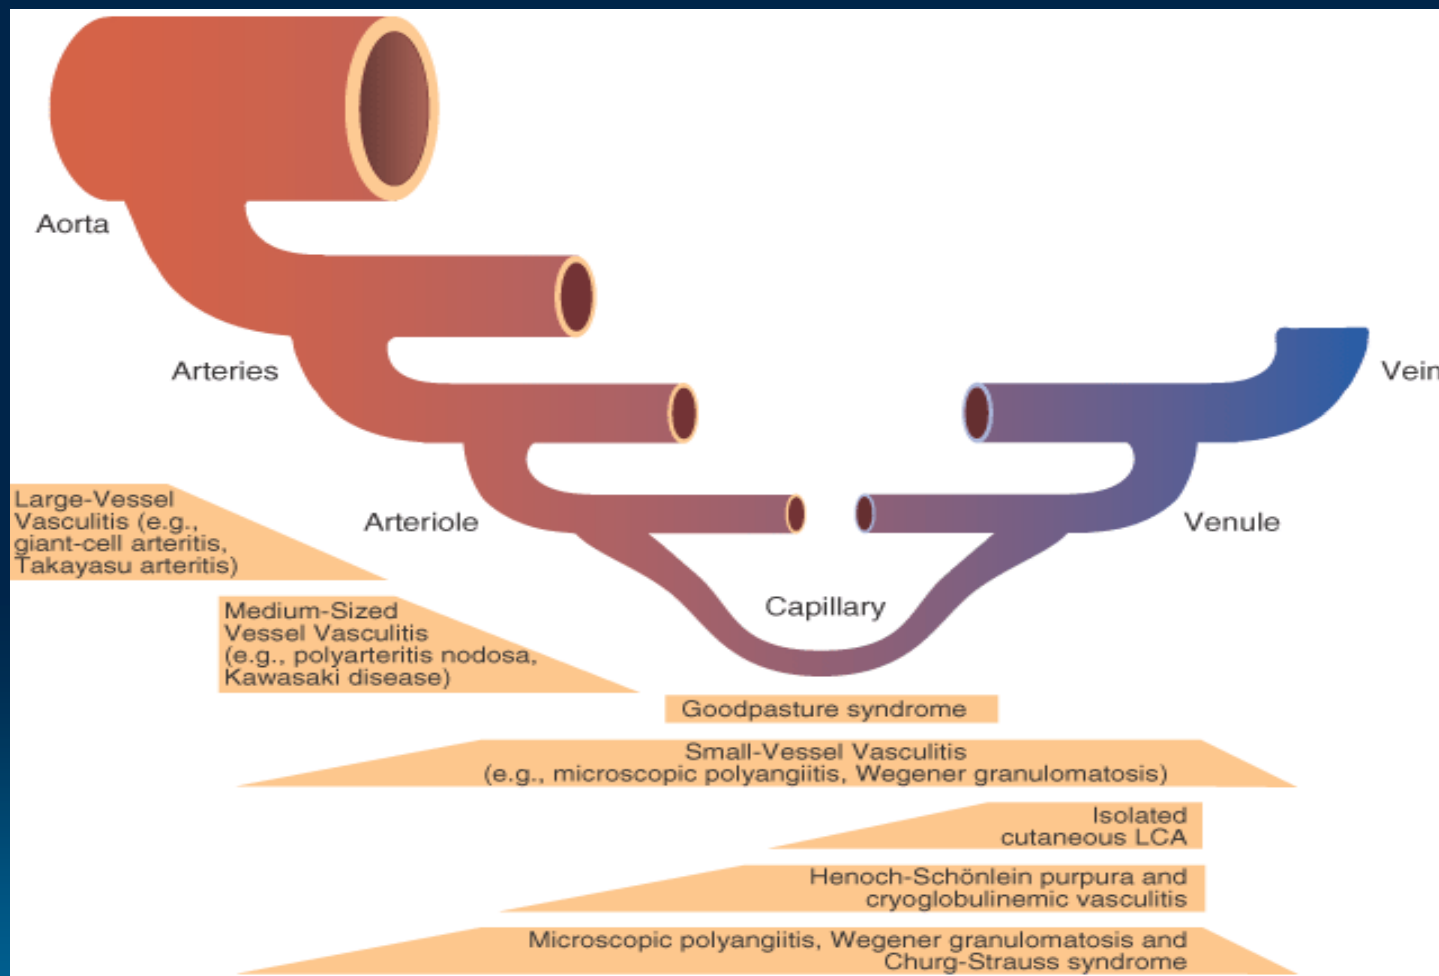 Aorta
Arteries
Vein
Large-Vessel
Vasculitis (e.g.,
giant-cell arteritis,
Takayasu arteritis)
Arteriole
Venule
Medium-Sized
Vessel Vasculitis
(e.g., polyarteritis nodosa,
Kawasaki disease)
Capillary
Goodpasture syndrome
Small-Vessel Vasculitis
(e.g., microscopic polyangiitis, Wegener granulomatosis)
Isolated
cutaneous LCA
Henoch-Schönlein purpura and
cryoglobulinemic vasculitis
Microscopic polyangiitis, Wegener granulomatosis and
Churg-Strauss syndrome